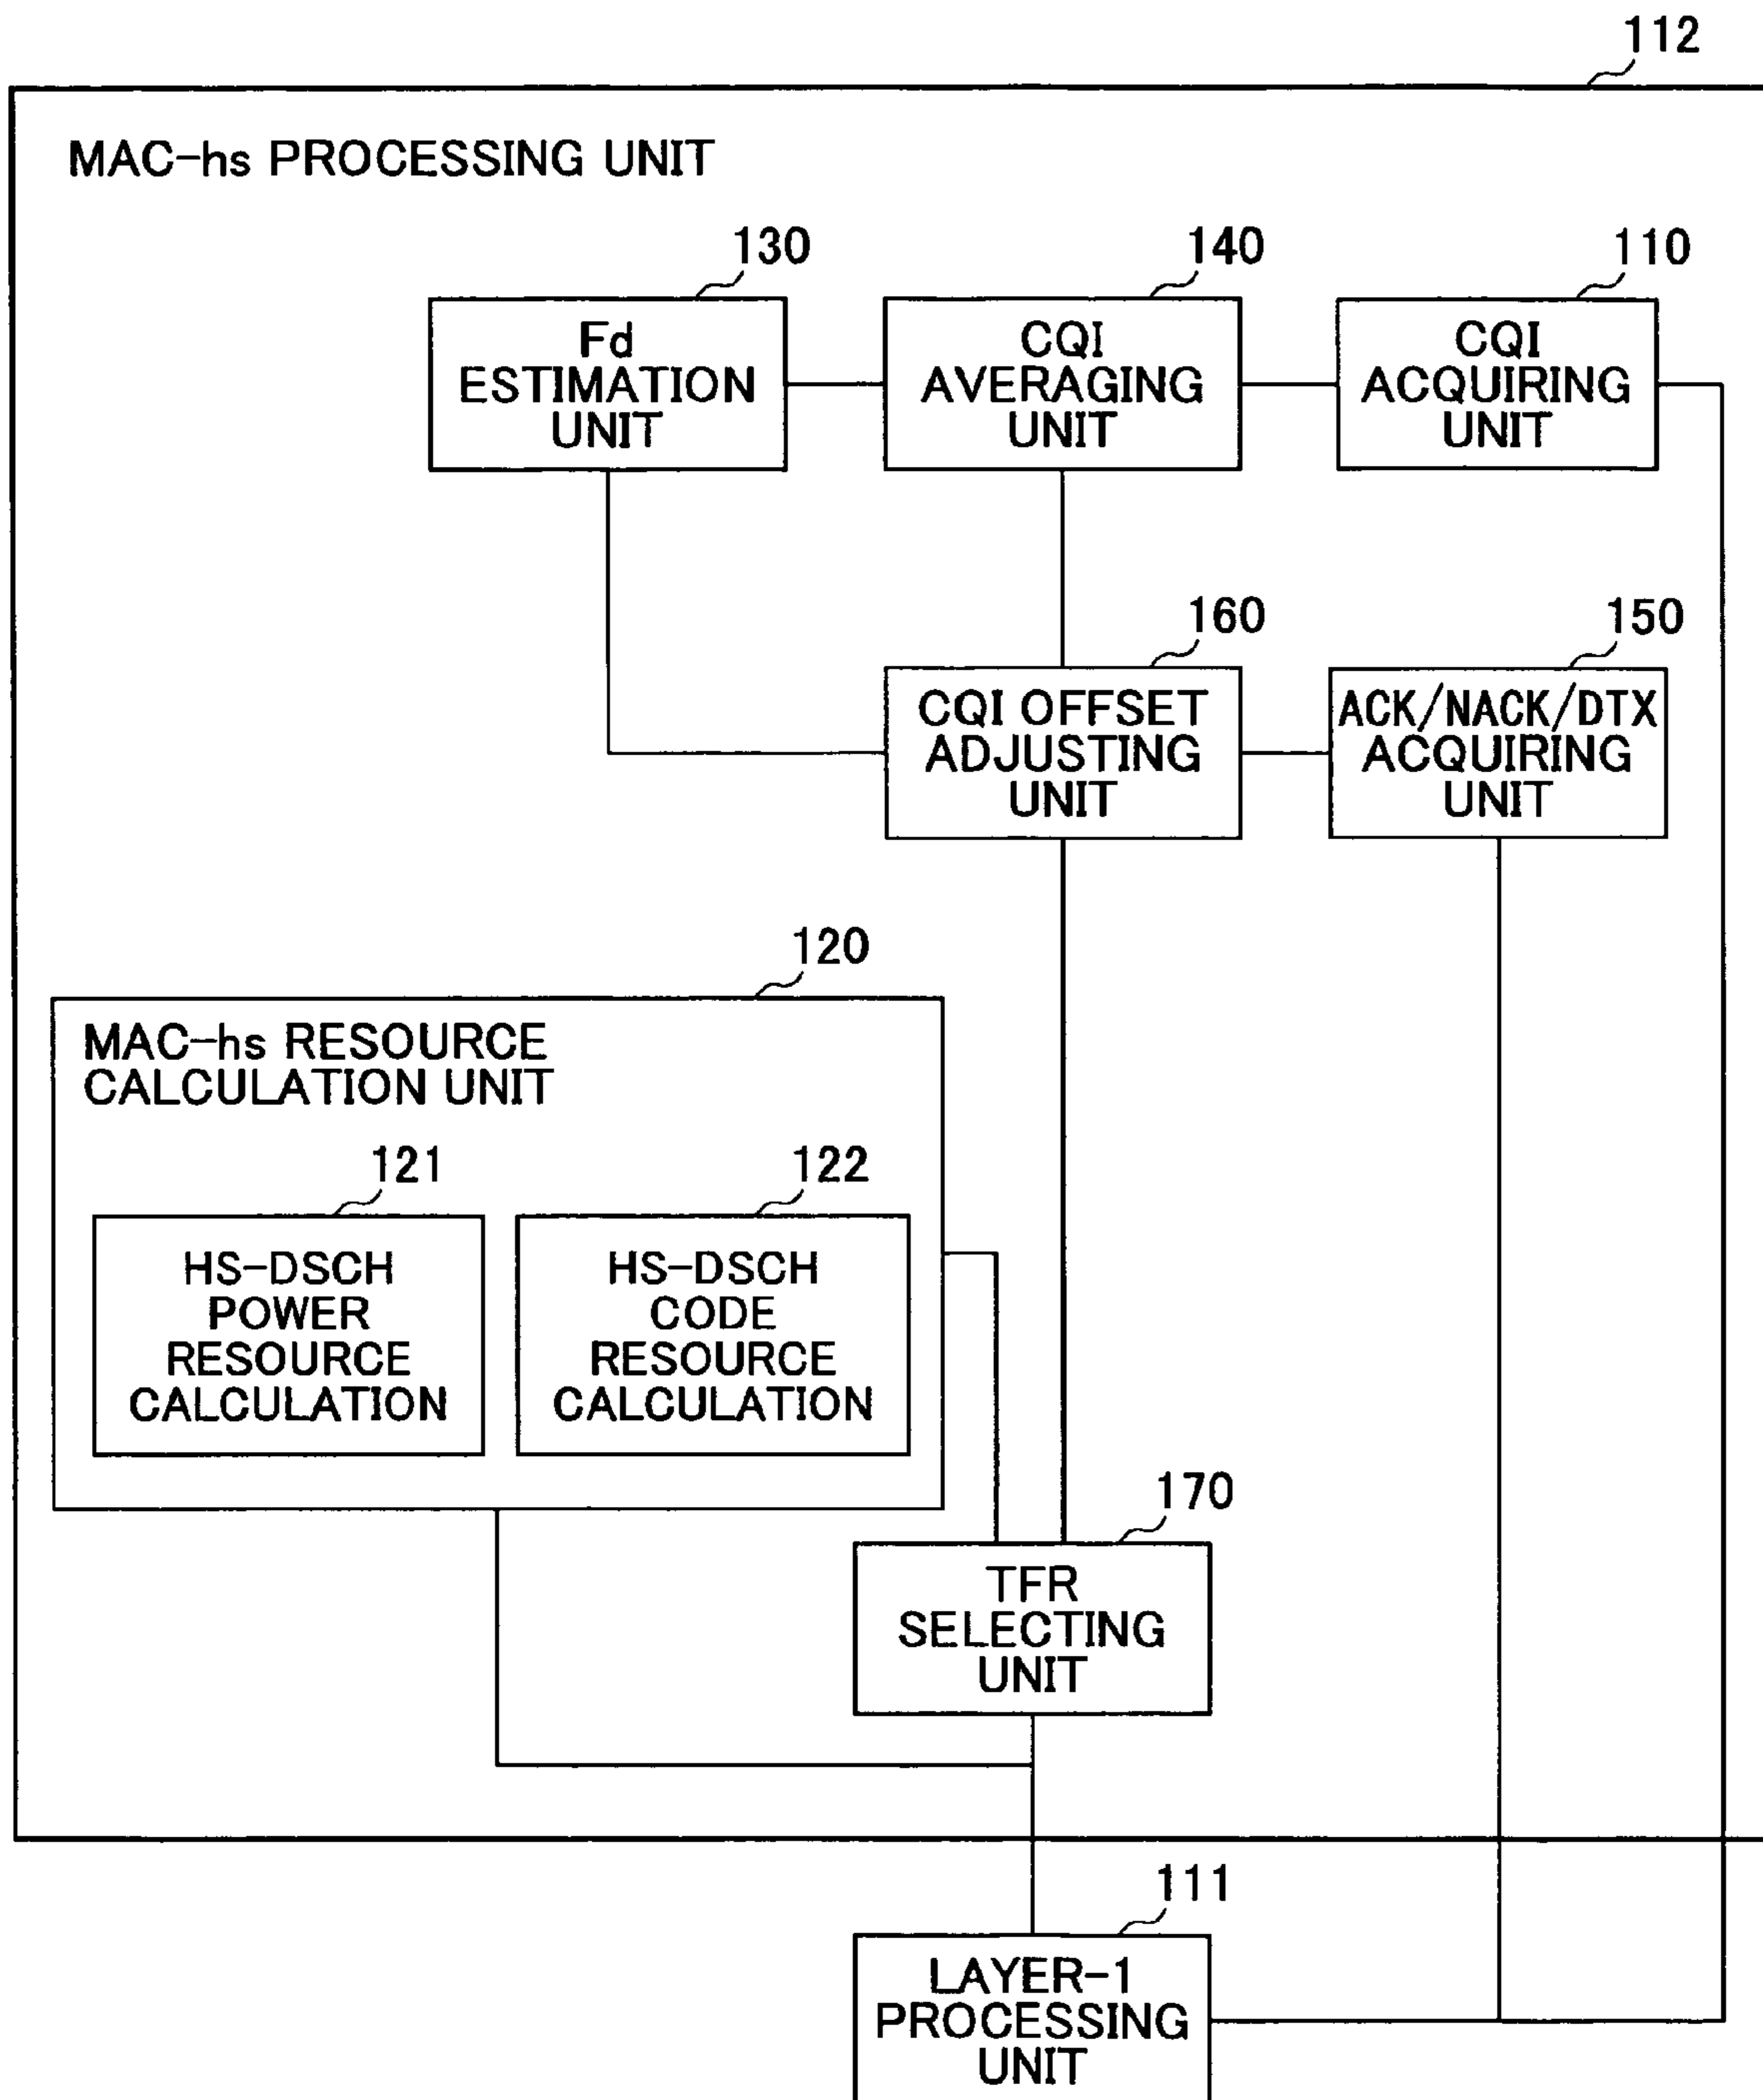 112
MAC-hs PROCESSING UNIT
130
Fd
ESTIMATION
UNIT
140
CQI
AVERAGING
UNIT
110
CQI
ACQUIRING
UNIT
160
CQI OFFSET
ADJUSTING
UNIT
150
ACK/NACK/DTX
ACQUIRING
UNIT
120
MAC-hs RESOURCE
CALCULATION UNIT
121
HS-DSCH
POWER
RESOURCE
CALCULATION
122
HS-DSCH
CODE
RESOURCE
CALCULATION
170
TFR
SELECTING
UNIT
111
LAYER-1
PROCESSING
UNIT